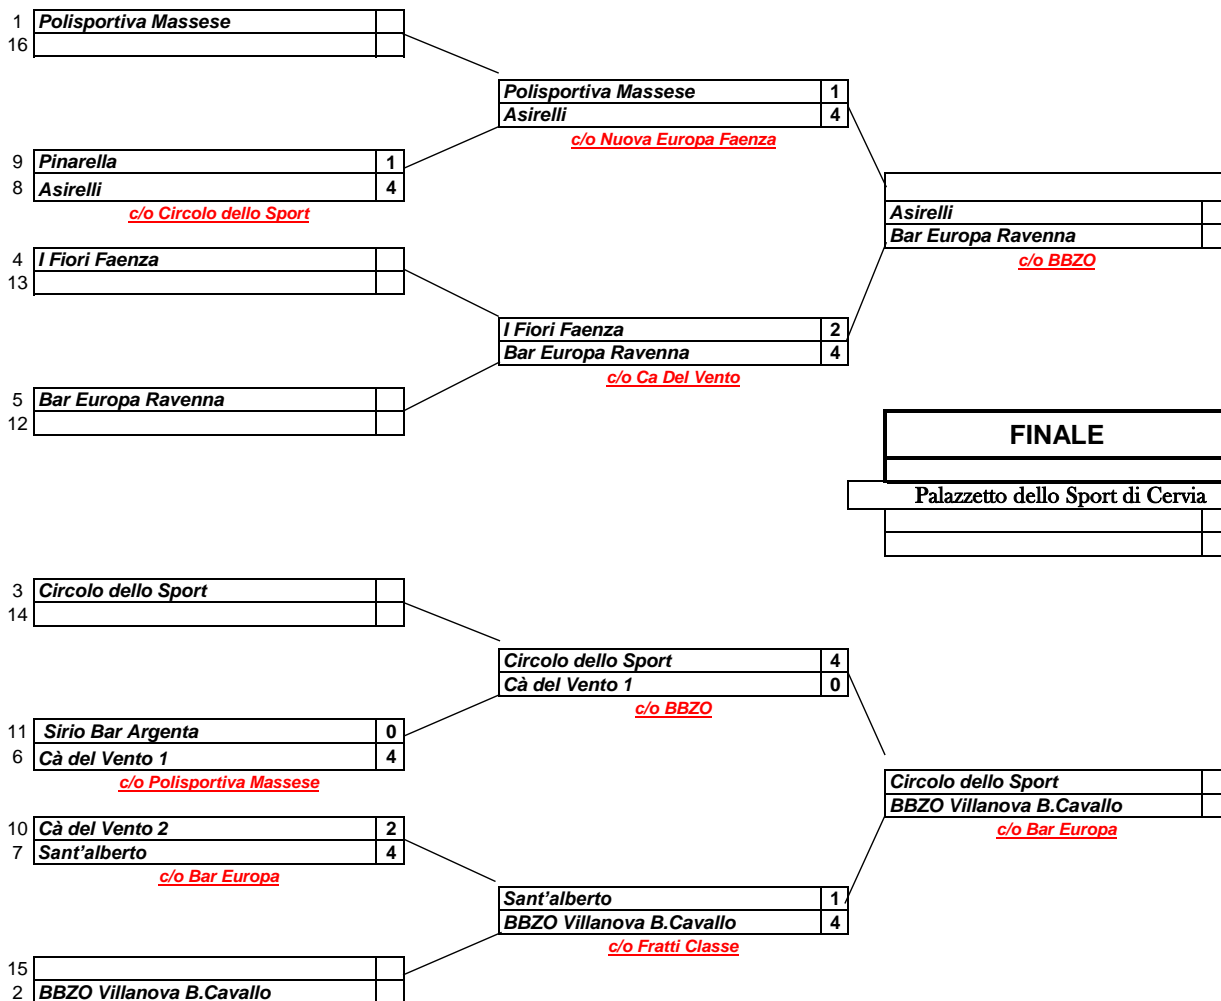 1 Polisportiva Massese
16
Polisportiva Massese 1
Asirelli 4
c/o Nuova Europa Faenza
9 Pinarella 1
8 Asirelli 4
c/o Circolo dello Sport
Asirelli
Bar Europa Ravenna
c/o BBZO
4 I Fiori Faenza
13
I Fiori Faenza 2
Bar Europa Ravenna 4
c/o Ca Del Vento
5 Bar Europa Ravenna
12
FINALE
Palazzetto dello Sport di Cervia
3 Circolo dello Sport
14
Circolo dello Sport 4
Cà del Vento 1 0
c/o BBZO
11 Sirio Bar Argenta 0
6 Cà del Vento 1 4
c/o Polisportiva Massese
Circolo dello Sport
BBZO Villanova B.Cavallo
c/o Bar Europa
10 Cà del Vento 2 2
7 Sant'alberto 4
c/o Bar Europa
Sant'alberto 1
BBZO Villanova B.Cavallo 4
c/o Fratti Classe
15
2 BBZO Villanova B.Cavallo